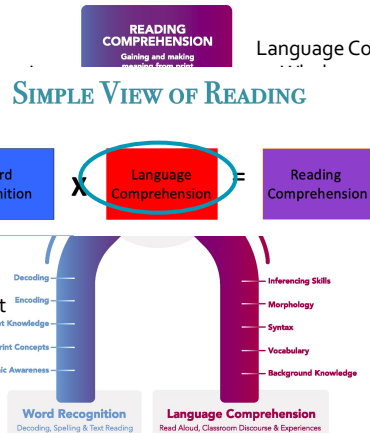 READING
COMPREHENSION
Gaining and making
meaning from print
Language Co
SIMPLE VIEW OF READING
rd
nition
X
Language
Comprehension
=
Reading
Comprehension
Decoding
Encoding
t
et Knowledge
rint Concepts
ic Awareness
Inferencing Skills
Morphology
Syntax
Vocabulary
Background Knowledge
Word Recognition
Decoding, Spelling & Text Reading
Language Comprehension
Read Aloud, Classroom Discourse & Experiences